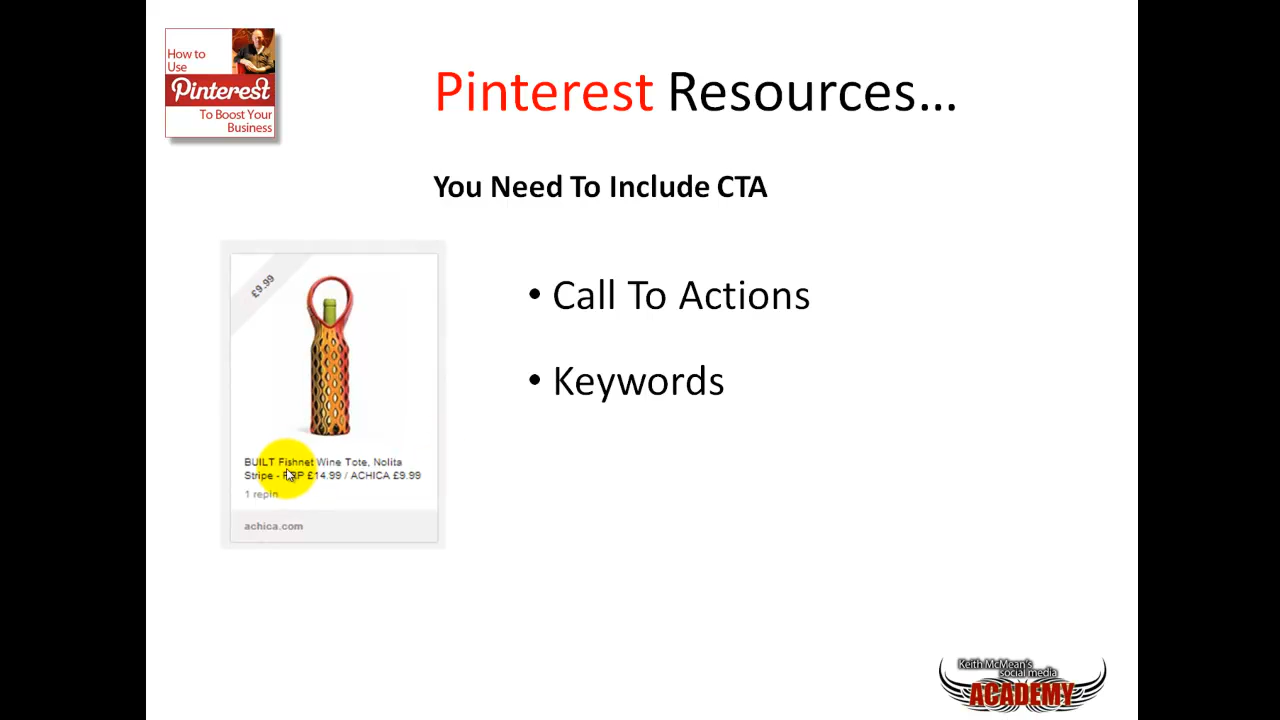 How to
Use
Pinterest
To Boost Your
Business
Pinterest Resources...
You Need To Include CTA
£9.99
BUILT Fishnet Wine Tote, Nolita
Stripe - RRP £14.99 / ACHICA £9.99
1 repin
achica.com
• Call To Actions
• Keywords
Keith McMean's
social media
ACADEMY